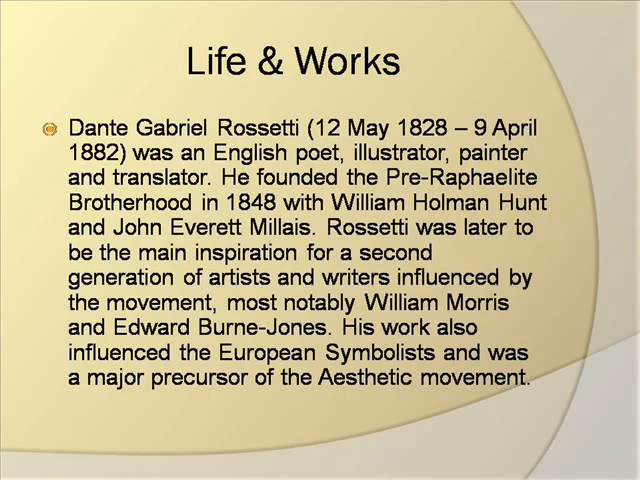 Life & Works
Dante Gabriel Rossetti (12 May 1828 – 9 April
1882) was an English poet, illustrator, painter
and translator. He founded the Pre-Raphaelite
Brotherhood in 1848 with William Holman Hunt
and John Everett Millais. Rossetti was later to
be the main inspiration for a second
generation of artists and writers influenced by
the movement, most notably William Morris
and Edward Burne-Jones. His work also
influenced the European Symbolists and was
a major precursor of the Aesthetic movement.